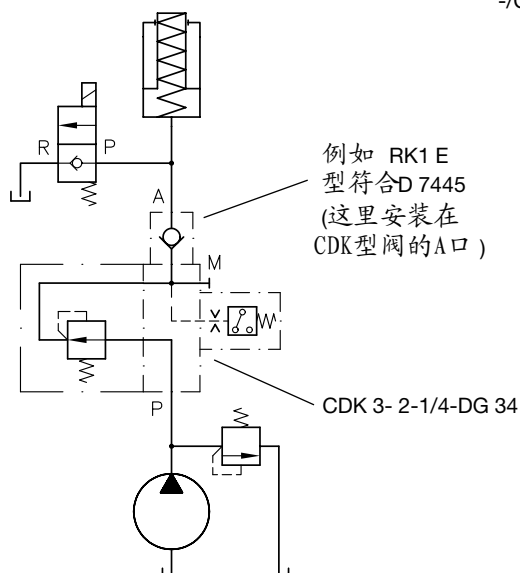 -/C
R
P
A
例如 RK1 E
型符合D 7445
(这里安装在
CDK型阀的A口 )
M
CDK 3- 2-1/4-DG 34
P